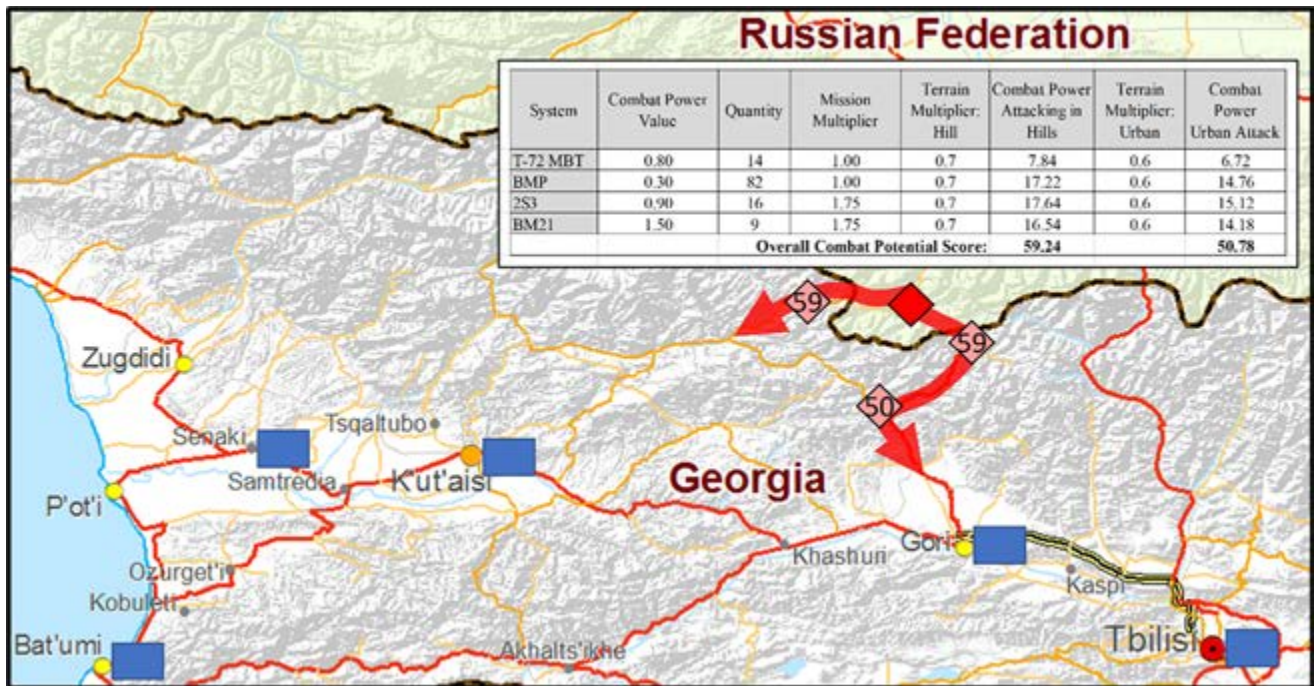 Russian Federation
System Combat Power Value Quantity Mission Multiplier Terrain Multiplier: Hill Combat Power Attacking in Hills Terrain Multiplier: Urban Combat Power Urban Attack
T-72 MBT 0.80 14 1.00 0.7 7.84 0.6 6.72
BMP 0.30 82 1.00 0.7 17.22 0.6 14.76
2S3 0.90 16 1.75 0.7 17.64 0.6 15.12
BM21 1.50 9 1.75 0.7 16.54 0.6 14.18
Overall Combat Potential Score: 59.24 50.78
59
59
50
Zugdidi
Tsqaltubo
Senaki
Samtredia
K'ut'aisi
Georgia
P'ot'i
Khashuri
Gori
Ozurget'i
Kaspi
Kobuleti
Bat'umi
Akhalts'ikhe
Tbilisi